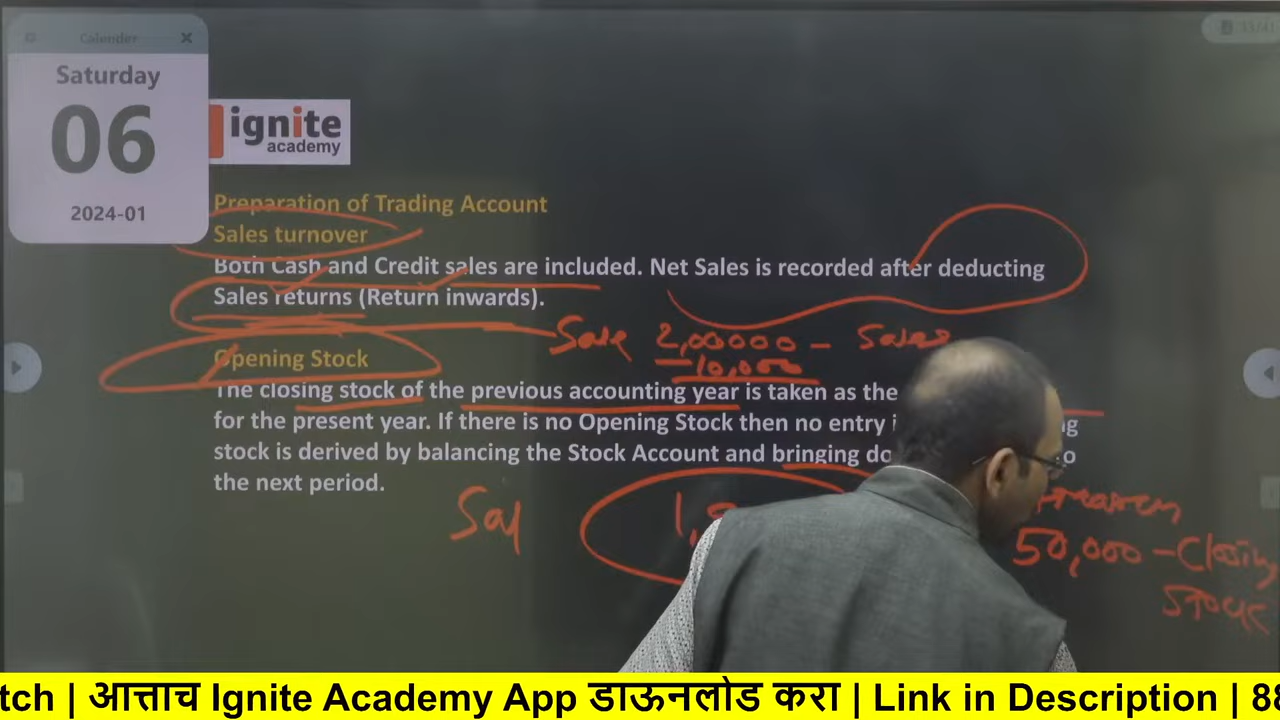 Calender
Saturday
06
2024-01
ignite
academy
Preparation of Trading Account
Sales turnover
Both Cash and Credit sales are included. Net Sales is recorded after deducting
Sales returns (Return inwards).
Sale 2,00000 - Sales
- 10,000
Opening Stock
The closing stock of the previous accounting year is taken as the
for the present year. If there is no Opening Stock then no entry
stock is derived by balancing the Stock Account and bringing do
the next period.
Sal
50,000 - Closing
Stock
tch | आत्ताच Ignite Academy App डाऊनलोड करा | Link in Description | 88